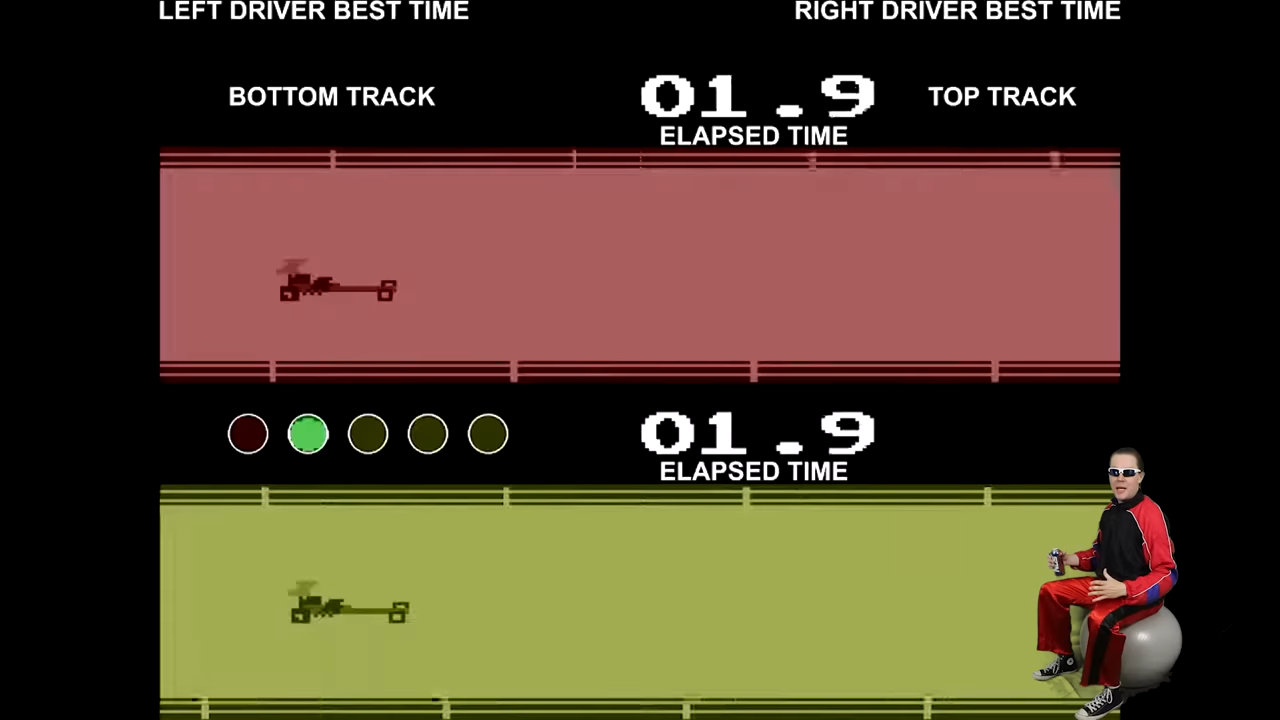 LEFT DRIVER BEST TIME
RIGHT DRIVER BEST TIME
BOTTOM TRACK
01.9
TOP TRACK
ELAPSED TIME
01.9
ELAPSED TIME